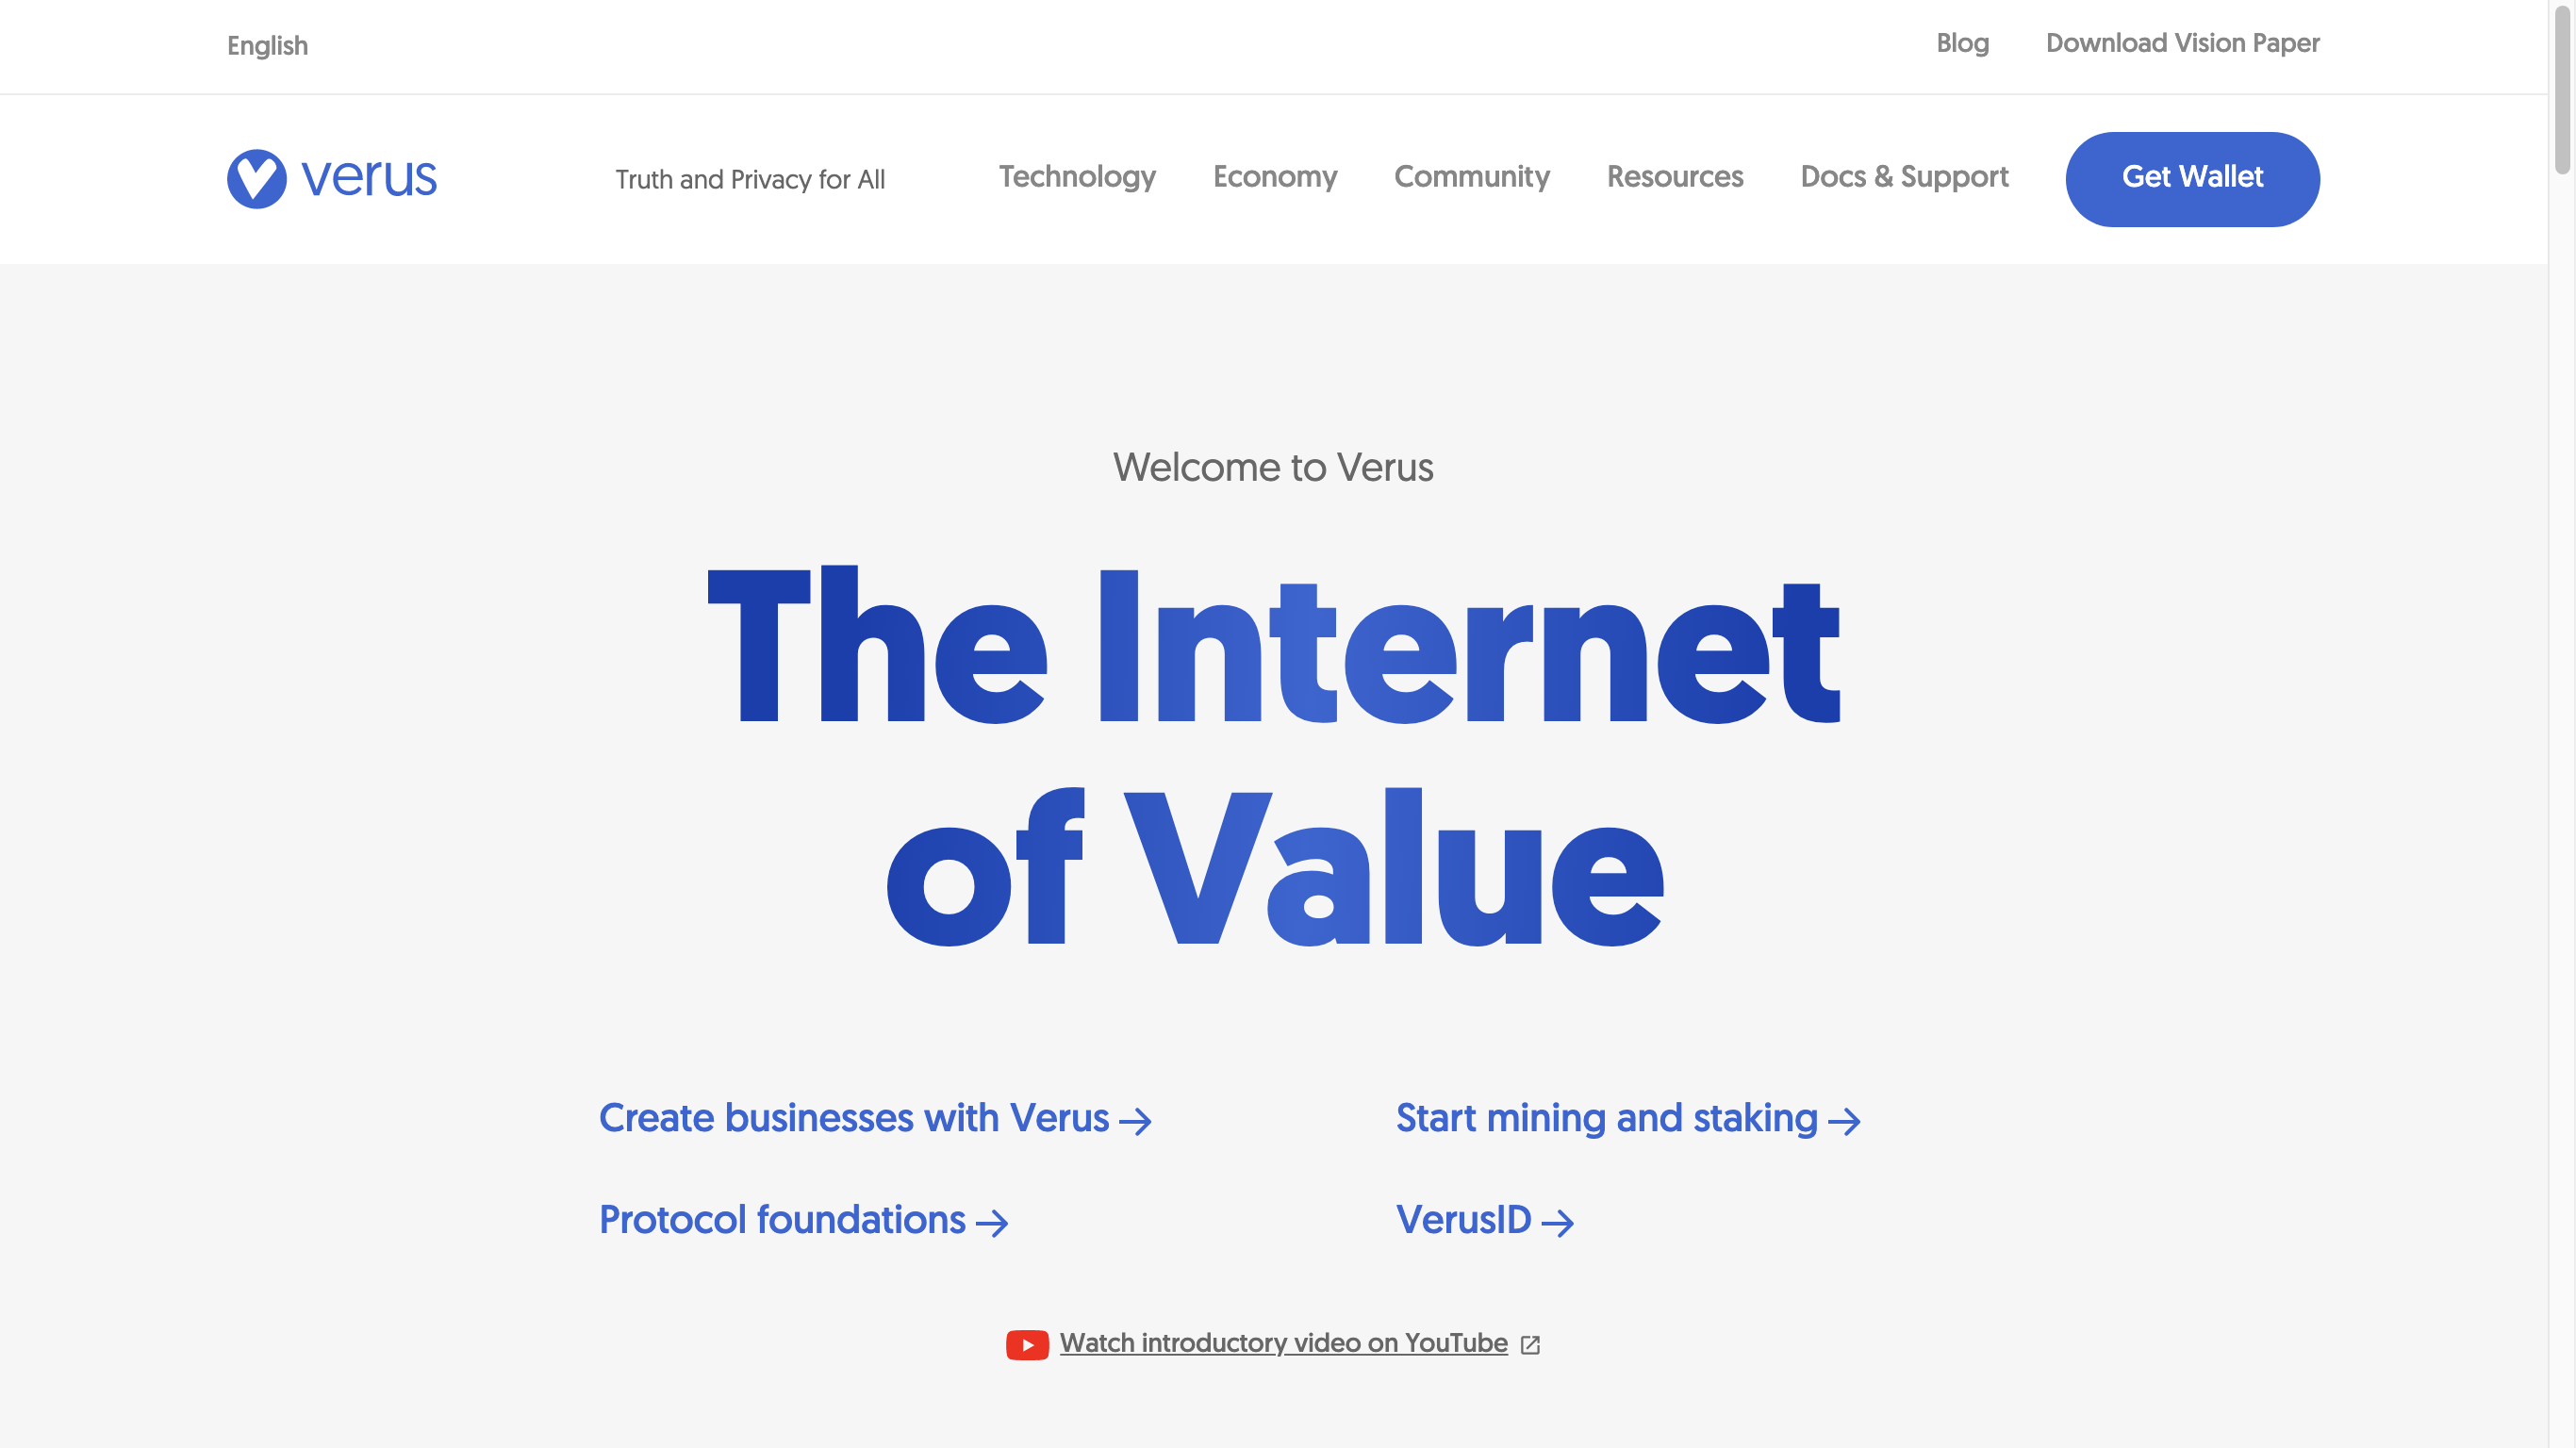 English
Blog
Download Vision Paper
verus
Truth and Privacy for All
Technology
Economy
Community
Resources
Docs & Support
Get Wallet
Welcome to Verus
The Internet
of Value
Create businesses with Verus
Start mining and staking
Protocol foundations
VerusID
Watch introductory video on YouTube